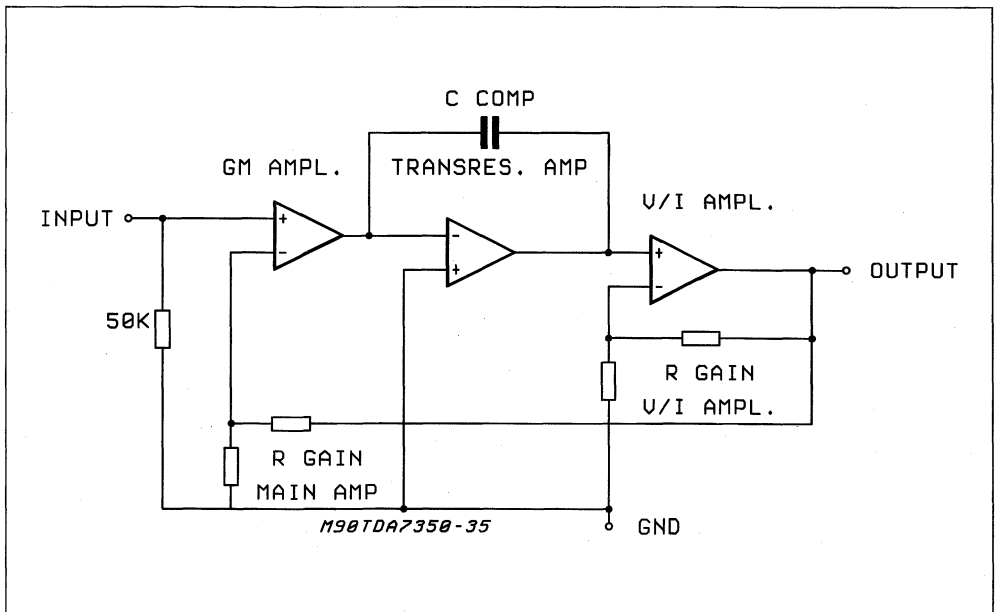 C COMP
GM AMPL.
TRANSRES. AMP
V/I AMPL.
INPUT
+
-
-
+
+
-
OUTPUT
50K
R GAIN
V/I AMPL.
R GAIN
MAIN AMP
M90TDA7350-35
GND